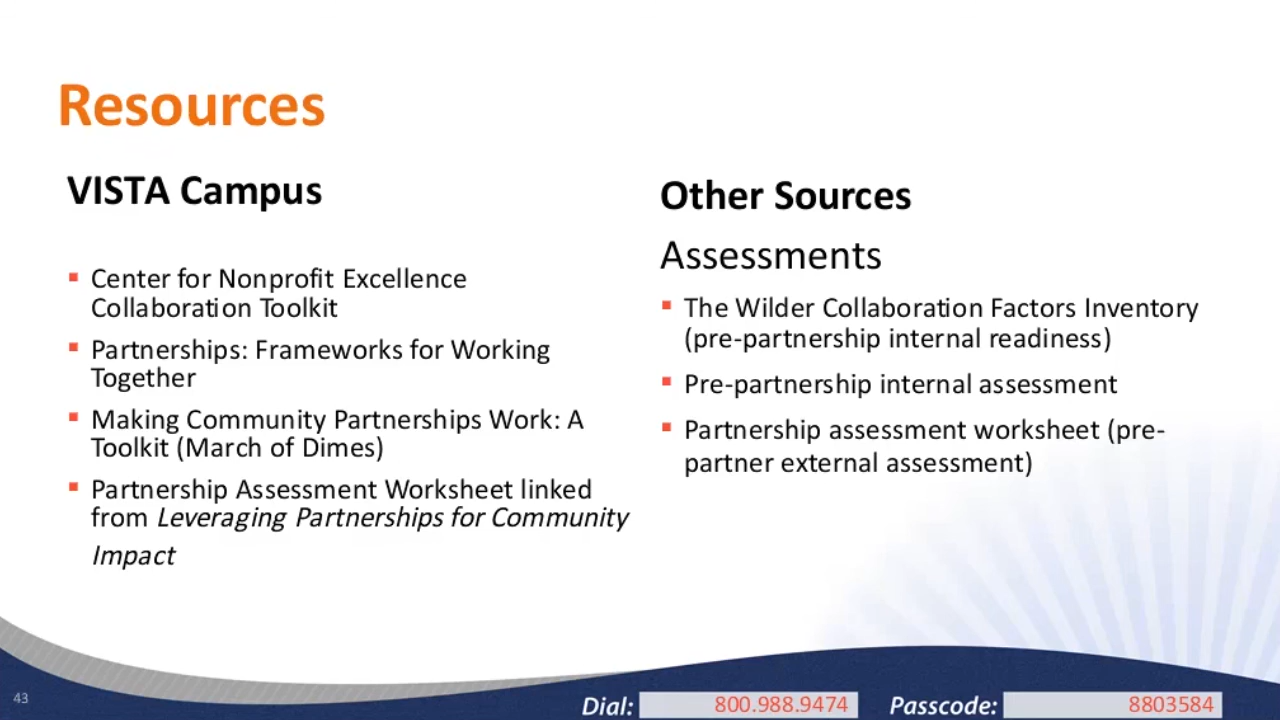 Resources
VISTA Campus
Center for Nonprofit Excellence
Collaboration Toolkit
Partnerships: Frameworks for Working
Together
Making Community Partnerships Work: A
Toolkit (March of Dimes)
Partnership Assessment Worksheet linked
from Leveraging Partnerships for Community
Impact
Other Sources
Assessments
The Wilder Collaboration Factors Inventory
(pre-partnership internal readiness)
Pre-partnership internal assessment
Partnership assessment worksheet (pre-
partner external assessment)
43
Dial: 800.988.9474 Passcode: 8803584